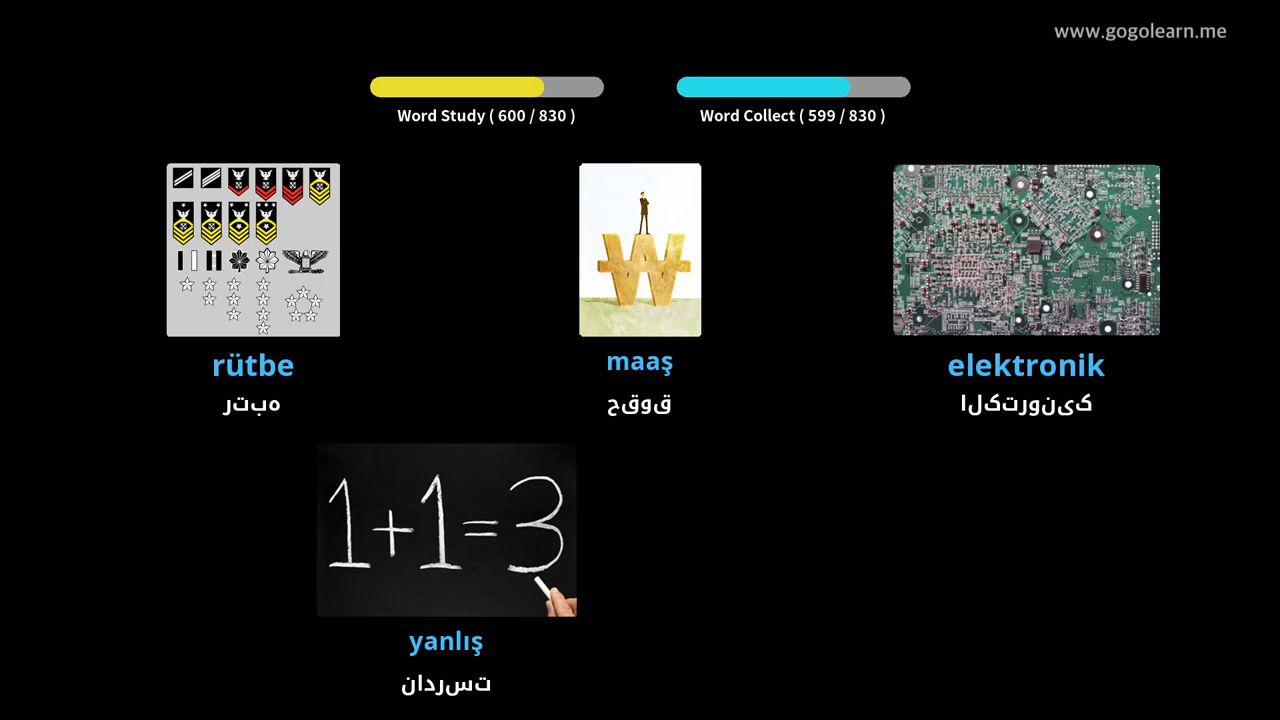 www.gogolearn.me
Word Study ( 600 / 830 )
Word Collect ( 599 / 830 )
rütbe
هبتر
maaş
قوقح
elektronik
کینورتکلا
1+1=3
yanlış
تسردان